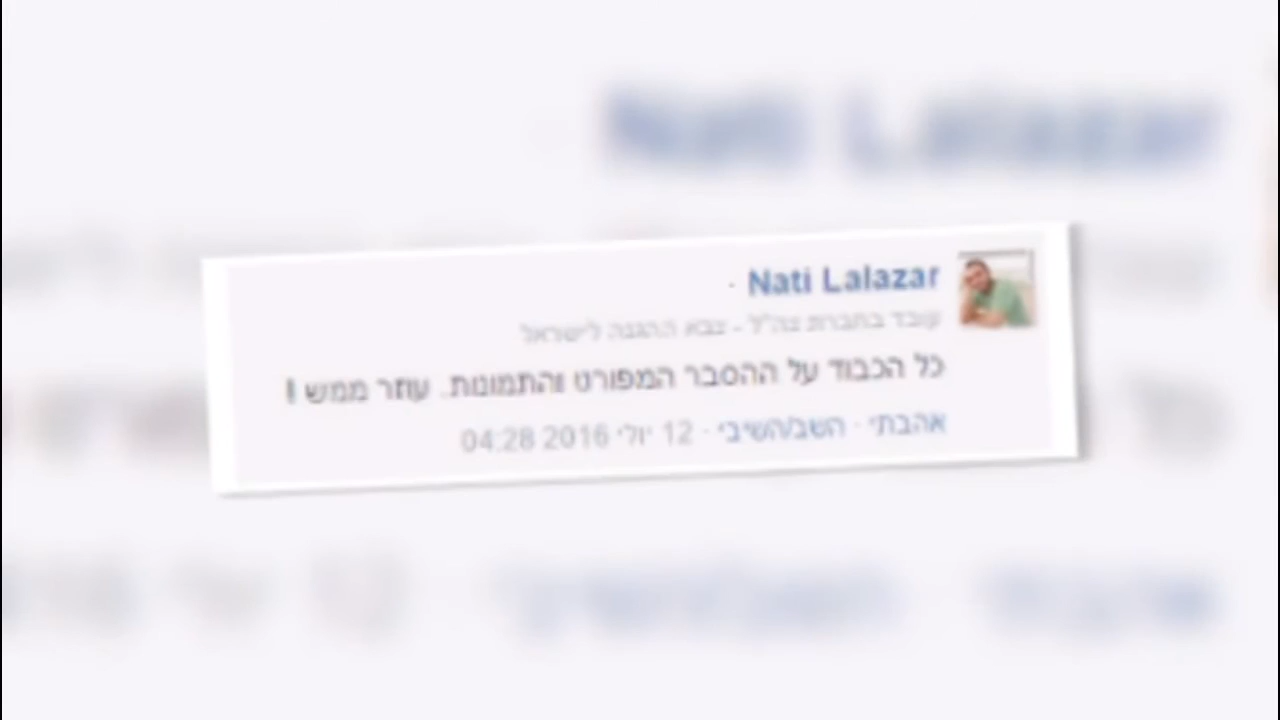 Nati Lalazar ·
עובד בחברת צה"ל - צבא ההגנה לישראל
כל הכבוד על ההסבר המפורט והתמונות. עוזר ממש !!
אהבתי · השב/השיבי · 12 יולי 2016 04:28